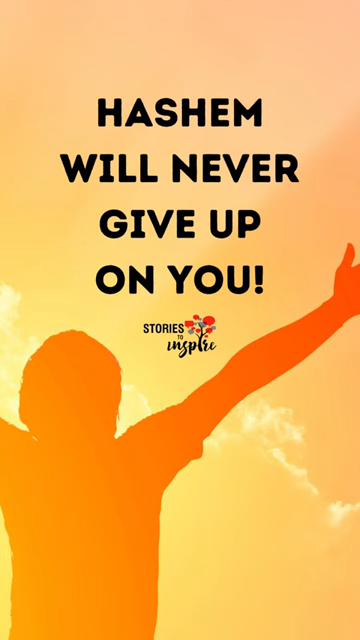 HASHEM
WILL NEVER
GIVE UP
ON YOU!
STORIES
TO
inspire